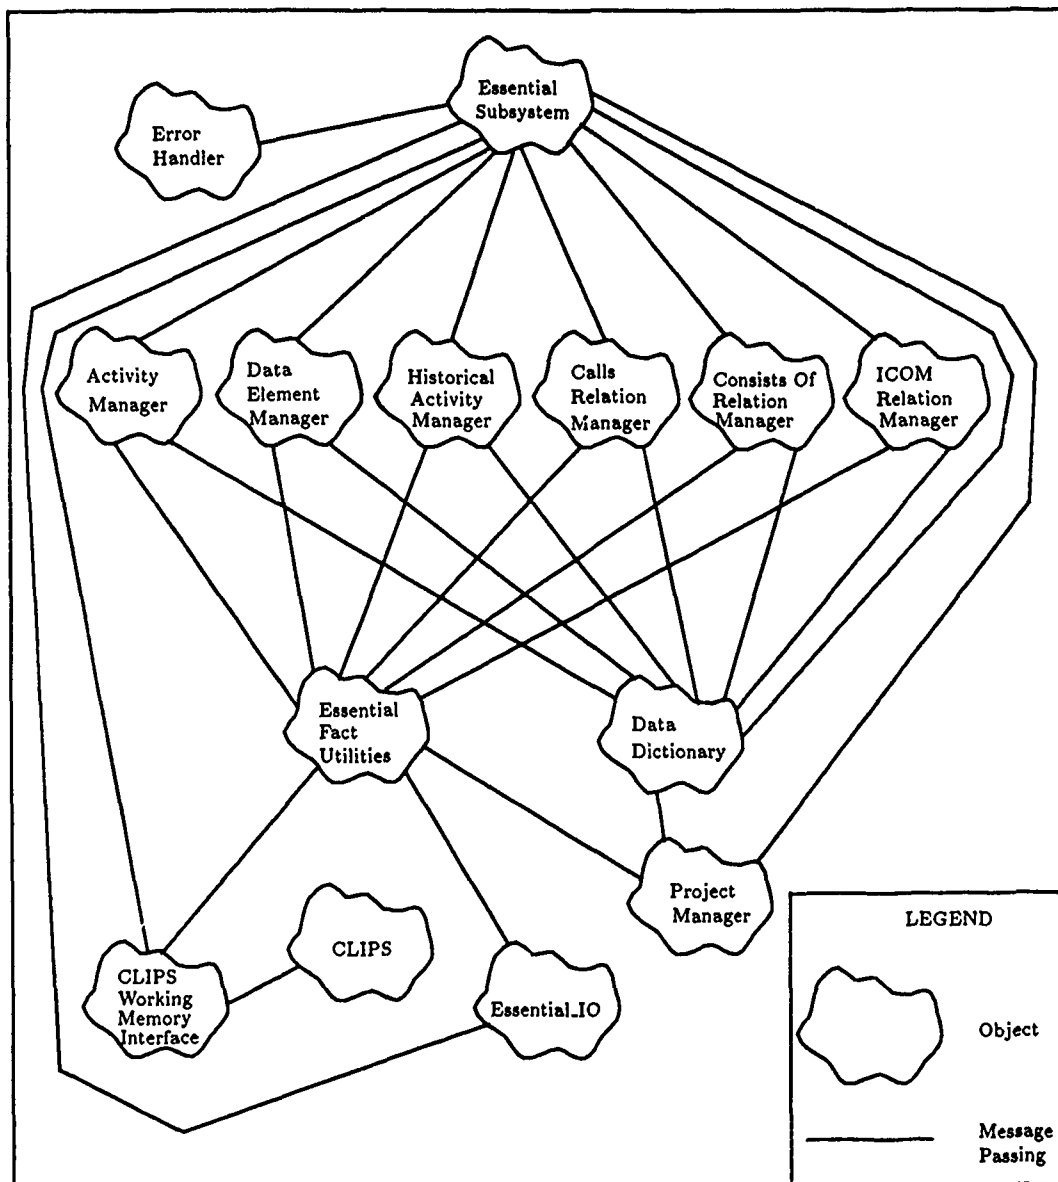 Essential
Subsystem
Error
Handler
Activity
Manager
Data
Element
Manager
Historical
Activity
Manager
Calls
Relation
Manager
Consists Of
Relation
Manager
ICOM
Relation
Manager
Essential
Fact
Utilities
Data
Dictionary
Project
Manager
CLIPS
CLIPS
Working
Memory
Interface
Essential_IO
LEGEND
Object
Message
Passing